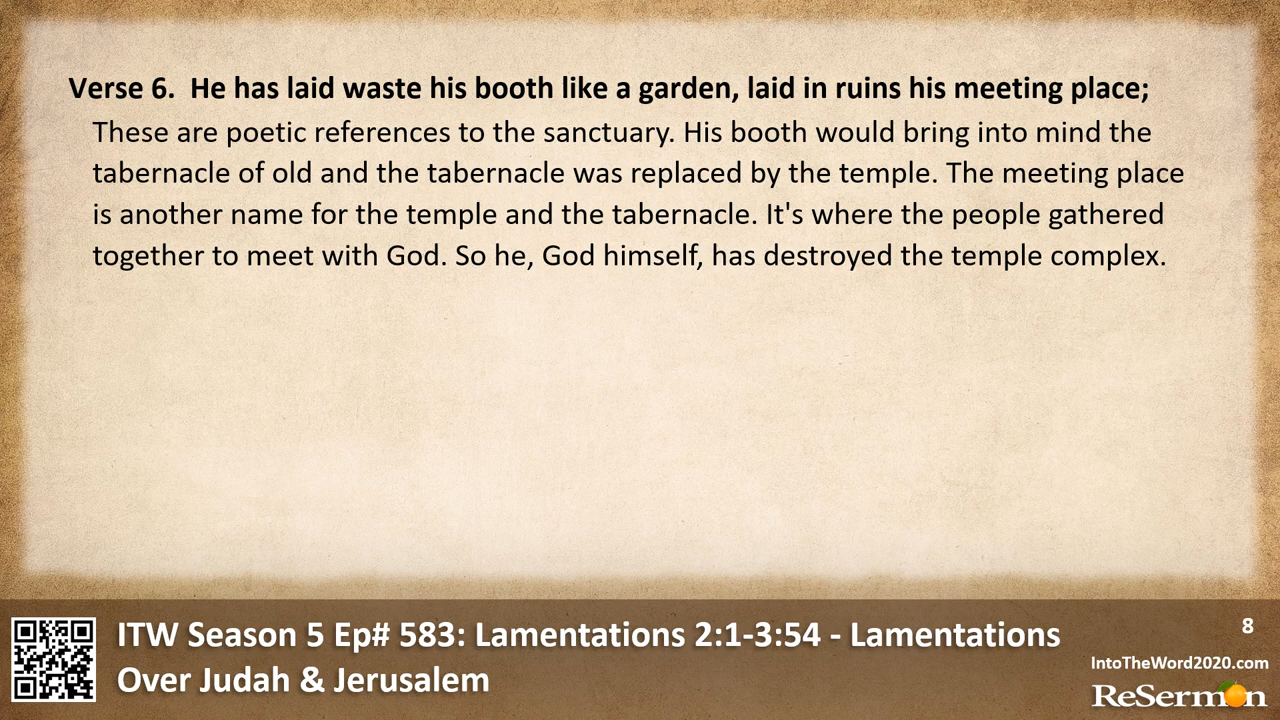 Verse 6.  He has laid waste his booth like a garden, laid in ruins his meeting place;
These are poetic references to the sanctuary. His booth would bring into mind the
tabernacle of old and the tabernacle was replaced by the temple. The meeting place
is another name for the temple and the tabernacle. It's where the people gathered
together to meet with God. So he, God himself, has destroyed the temple complex.
ITW Season 5 Ep# 583: Lamentations 2:1-3:54 - Lamentations
Over Judah & Jerusalem
8
IntoTheWord2020.com
ReSermon